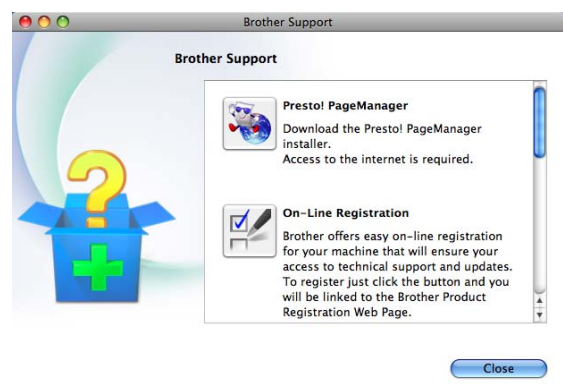 Brother Support
Brother Support
Presto! PageManager
Download the Presto! PageManager
installer.
Access to the internet is required.
On-Line Registration
Brother offers easy on-line registration
for your machine that will ensure your
access to technical support and updates.
To register just click the button and you
will be linked to the Brother Product
Registration Web Page.
Close